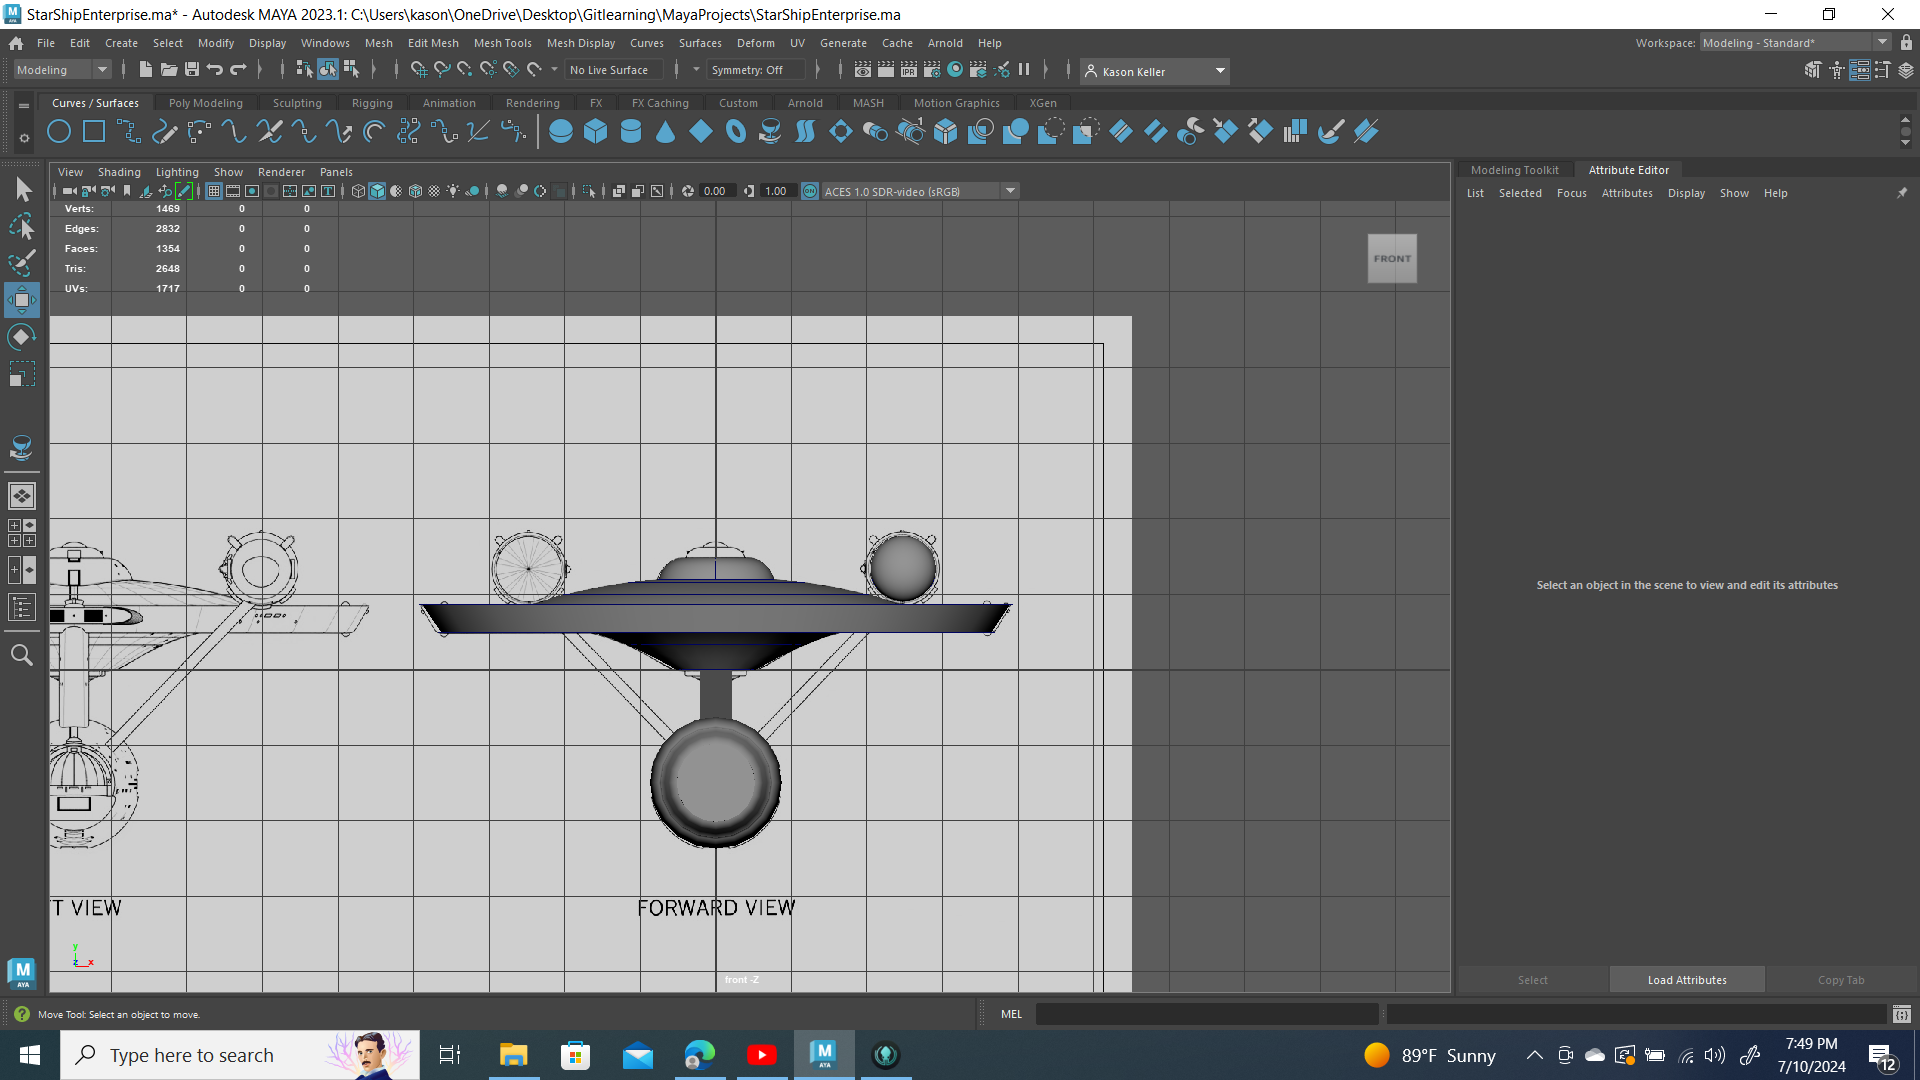 StarShipEnterprise.ma* - Autodesk MAYA 2023.1: C:\Users\kason\OneDrive\Desktop\Gitlearning\MayaProjects\StarShipEnterprise.ma
File Edit Create Select Modify Display Windows Mesh Edit Mesh Mesh Tools Mesh Display Curves Surfaces Deform UV Generate Cache Arnold Help Workspace: Modeling - Standard*
Modeling No Live Surface Symmetry: Off IPR Kason Keller
Curves / Surfaces Poly Modeling Sculpting Rigging Animation Rendering FX FX Caching Custom Arnold MASH Motion Graphics XGen
View Shading Lighting Show Renderer Panels
Modeling Toolkit Attribute Editor
0.00 1.00 ON ACES 1.0 SDR-video (sRGB)
List Selected Focus Attributes Display Show Help
Verts: 1469 0 0
Edges: 2832 0 0
Faces: 1354 0 0
Tris: 2648 0 0
UVs: 1717 0 0
FRONT
Select an object in the scene to view and edit its attributes
T VIEW
FORWARD VIEW
y
z x
front -Z
M
AYA
Select Load Attributes Copy Tab
Move Tool: Select an object to move.
MEL
Type here to search
M
AYA
89°F Sunny
7:49 PM
7/10/2024
12